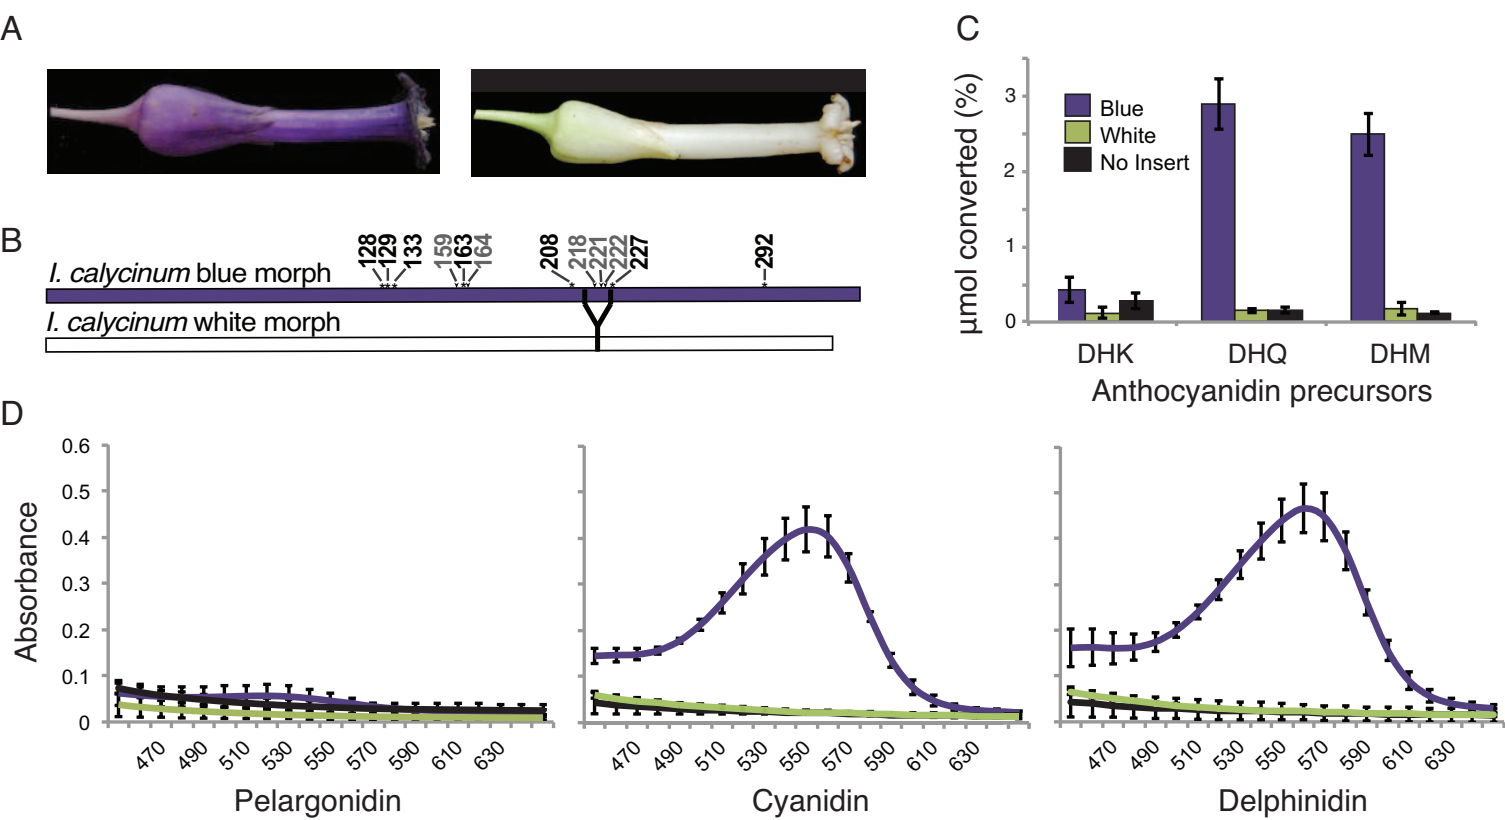 A
C
μmol converted (%)
3
2
1
0
Blue
White
No Insert
DHK DHQ DHM
Anthocyanidin precursors
B
128 129 133 159 163 164 208 218 221 222 227 292
I. calycinum blue morph
I. calycinum white morph
D
Absorbance
0.6
0.5
0.4
0.3
0.2
0.1
0
470 490 510 530 550 570 590 610 630
Pelargonidin
470 490 510 530 550 570 590 610 630
Cyanidin
470 490 510 530 550 570 590 610 630
Delphinidin